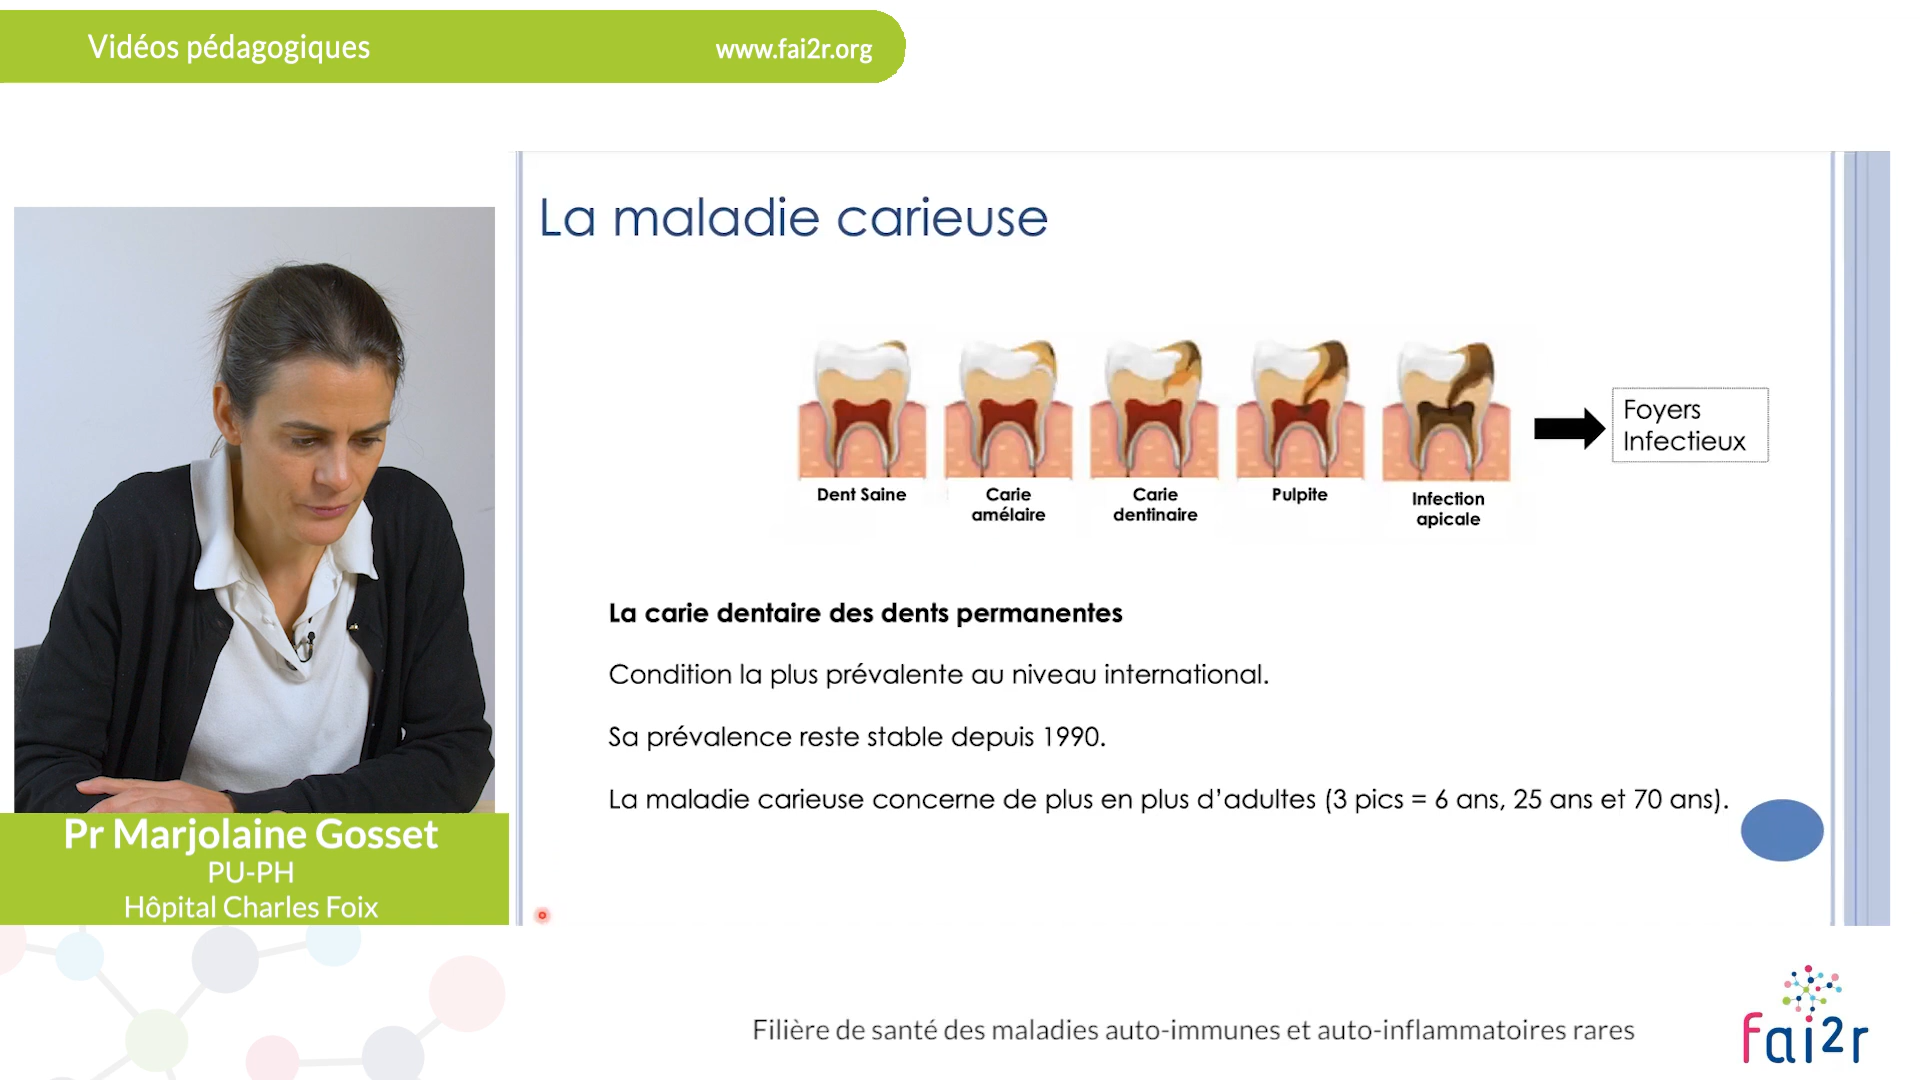 Vidéos pédagogiques
www.fai2r.org
La maladie carieuse
Dent Saine
Carie
amélaire
Carie
dentinaire
Pulpite
Infection
apicale
Foyers
Infectieux
La carie dentaire des dents permanentes
Condition la plus prévalente au niveau international.
Sa prévalence reste stable depuis 1990.
La maladie carieuse concerne de plus en plus d’adultes (3 pics = 6 ans, 25 ans et 70 ans).
Pr Marjolaine Gosset
PU-PH
Hôpital Charles Foix
Filière de santé des maladies auto-immunes et auto-inflammatoires rares
fai2r